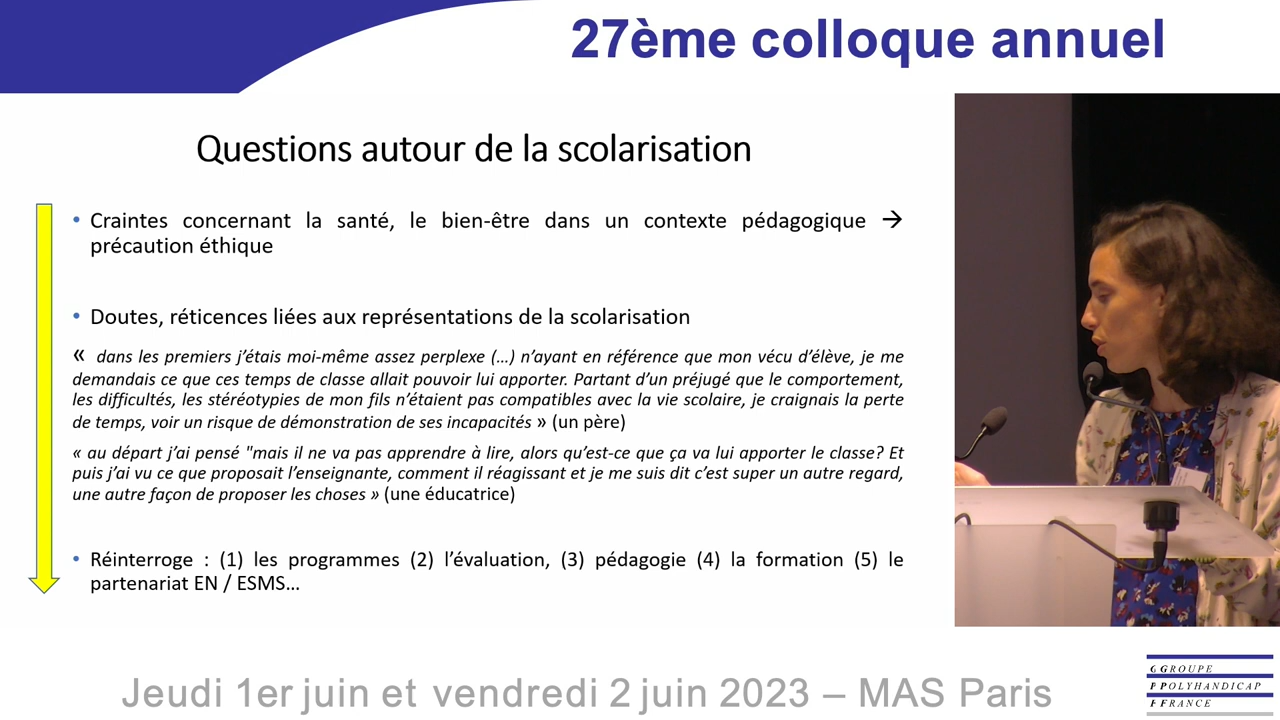 27ème colloque annuel
Questions autour de la scolarisation
• Craintes concernant la santé, le bien-être dans un contexte pédagogique →
précaution éthique
• Doutes, réticences liées aux représentations de la scolarisation
« dans les premiers j'étais moi-même assez perplexe (…) n'ayant en référence que mon vécu d'élève, je me
demandais ce que ces temps de classe allait pouvoir lui apporter. Partant d'un préjugé que le comportement,
les difficultés, les stéréotypies de mon fils n'étaient pas compatibles avec la vie scolaire, je craignais la perte
de temps, voir un risque de démonstration de ses incapacités » (un père)
« au départ j'ai pensé "mais il ne va pas apprendre à lire, alors qu'est-ce que ça va lui apporter le classe? Et
puis j'ai vu ce que proposait l'enseignante, comment il réagissant et je me suis dit c'est super un autre regard,
une autre façon de proposer les choses » (une éducatrice)
• Réinterroge : (1) les programmes (2) l'évaluation, (3) pédagogie (4) la formation (5) le
partenariat EN / ESMS…
Jeudi 1er juin et vendredi 2 juin 2023 – MAS Paris
G GROUPE
P POLYHANDICAP
F FRANCE